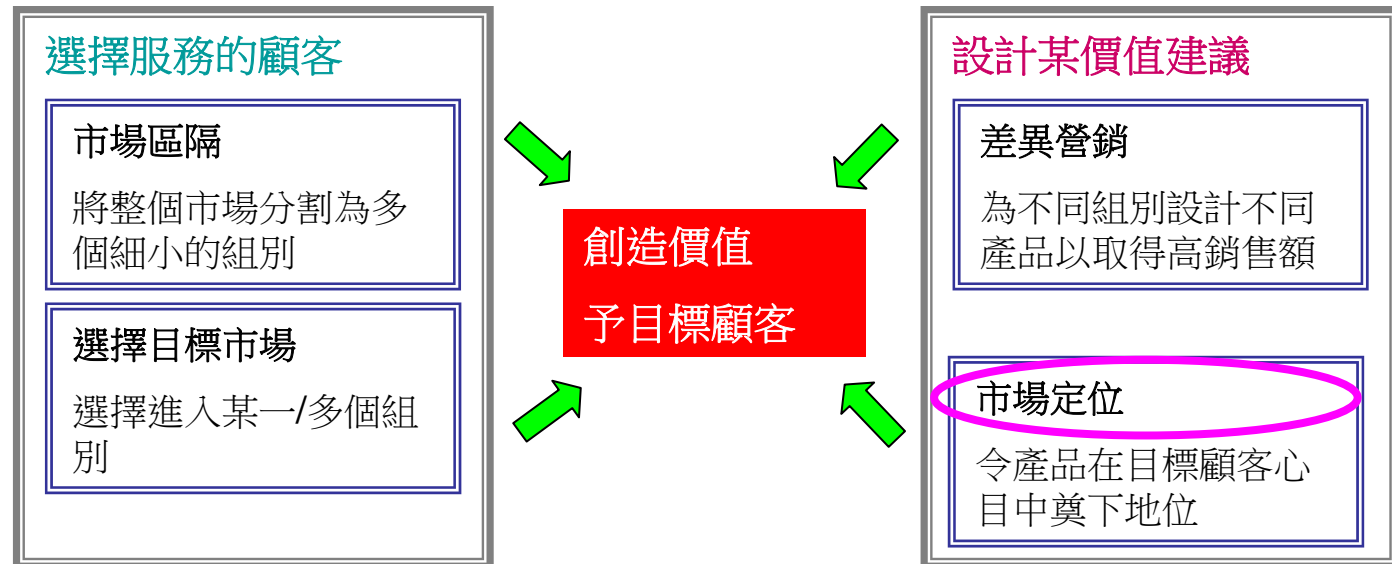 選擇服務的顧客
市場區隔
將整個市場分割為多
個細小的組別
選擇目標市場
選擇進入某一/多個組
別
創造價值
予目標顧客
設計某價值建議
差異營銷
為不同組別設計不同
產品以取得高銷售額
市場定位
令產品在目標顧客心
目中奠下地位